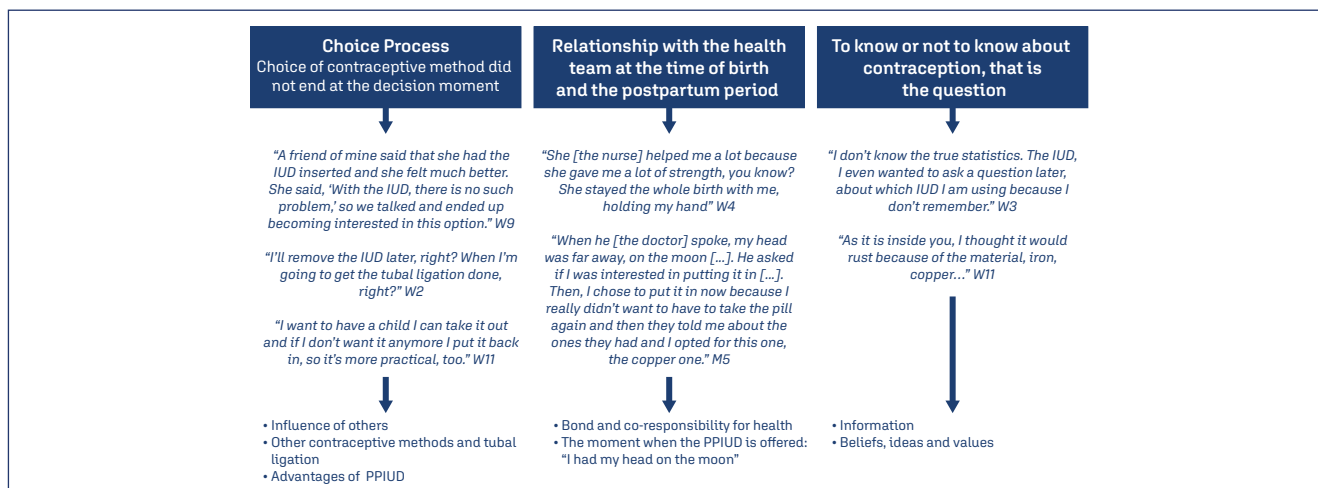 Choice Process
Choice of contraceptive method did
not end at the decision moment
“A friend of mine said that she had the
IUD inserted and she felt much better.
She said, ‘With the IUD, there is no such
problem,’ so we talked and ended up
becoming interested in this option.” W9
“I’ll remove the IUD later, right? When I’m
going to get the tubal ligation done,
right?” W2
“I want to have a child I can take it out
and if I don’t want it anymore I put it back
in, so it’s more practical, too.” W11
• Influence of others
• Other contraceptive methods and tubal
ligation
• Advantages of PPIUD
Relationship with the health
team at the time of birth
and the postpartum period
“She [the nurse] helped me a lot because
she gave me a lot of strength, you know?
She stayed the whole birth with me,
holding my hand” W4
“When he [the doctor] spoke, my head
was far away, on the moon [...]. He asked
if I was interested in putting it in [...].
Then, I chose to put it in now because I
really didn’t want to have to take the pill
again and then they told me about the
ones they had and I opted for this one,
the copper one.” M5
• Bond and co-responsibility for health
• The moment when the PPIUD is offered:
“I had my head on the moon”
To know or not to know about
contraception, that is
the question
“I don’t know the true statistics. The IUD,
I even wanted to ask a question later,
about which IUD I am using because I
don’t remember.” W3
“As it is inside you, I thought it would
rust because of the material, iron,
copper...” W11
• Information
• Beliefs, ideas and values